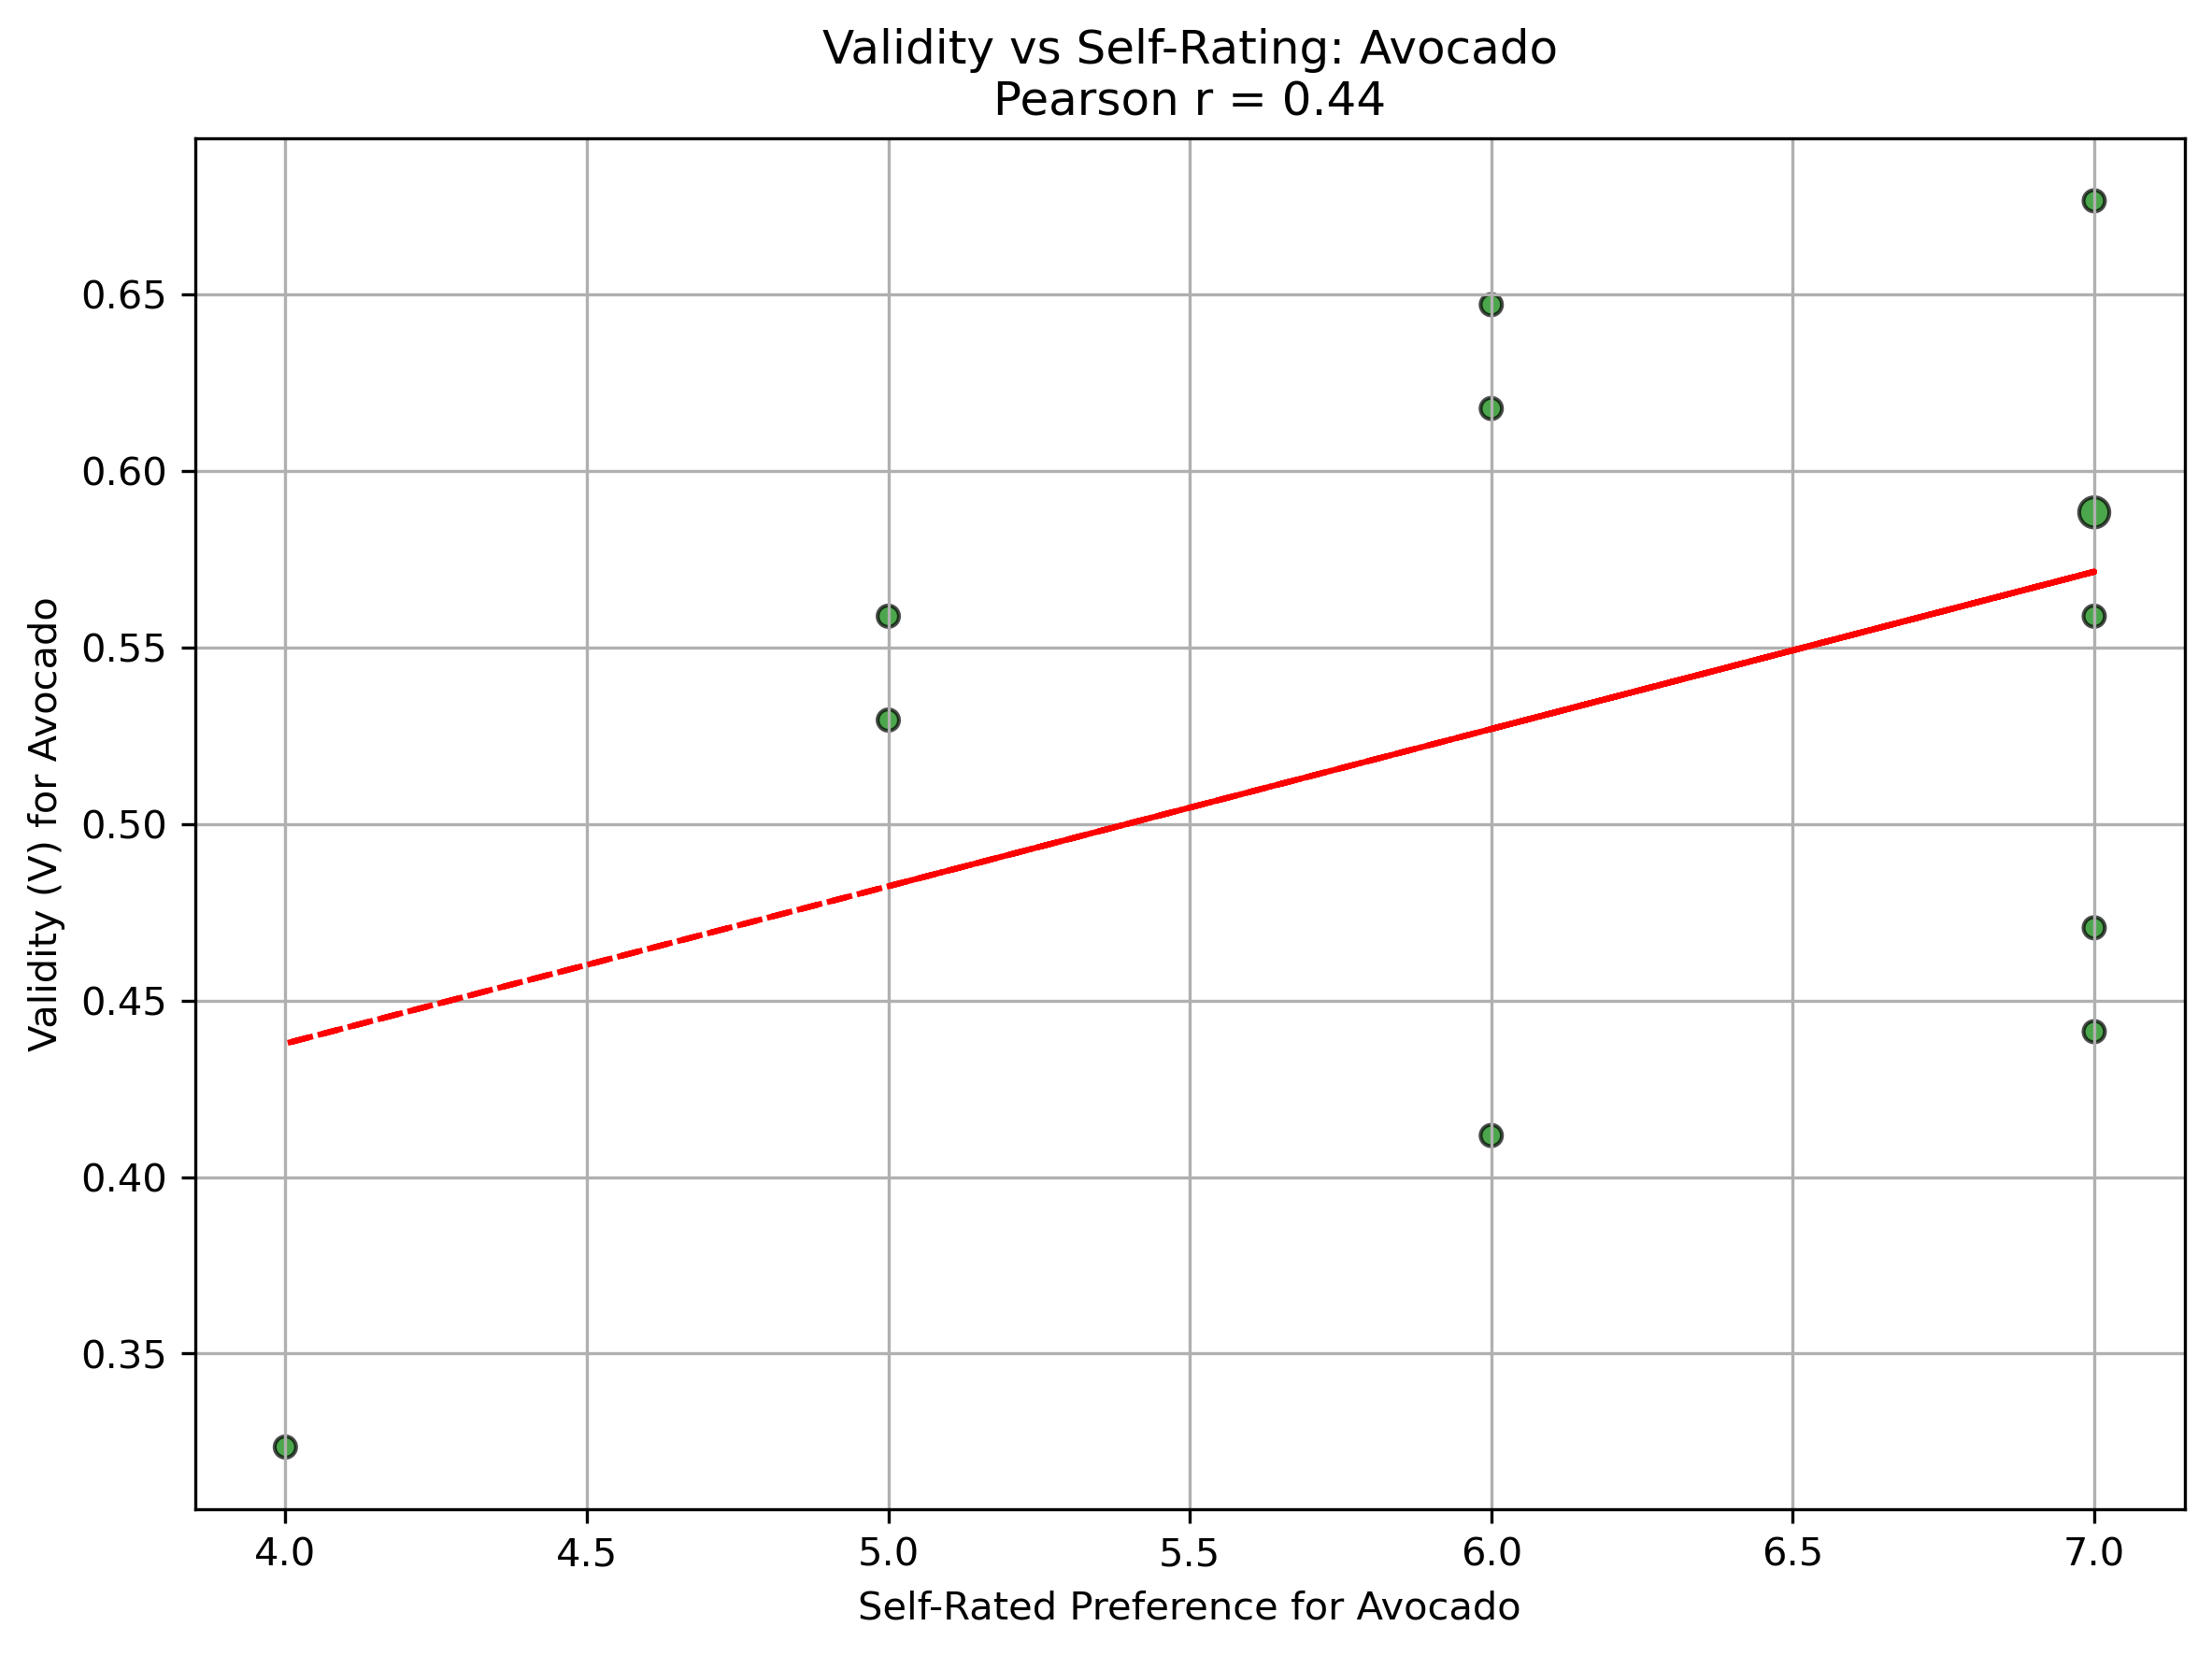 Validity vs Self-Rating: Avocado
Pearson r = 0.44
Validity (V) for Avocado
0.65
0.60
0.55
0.50
0.45
0.40
0.35
4.0 4.5 5.0 5.5 6.0 6.5 7.0
Self-Rated Preference for Avocado